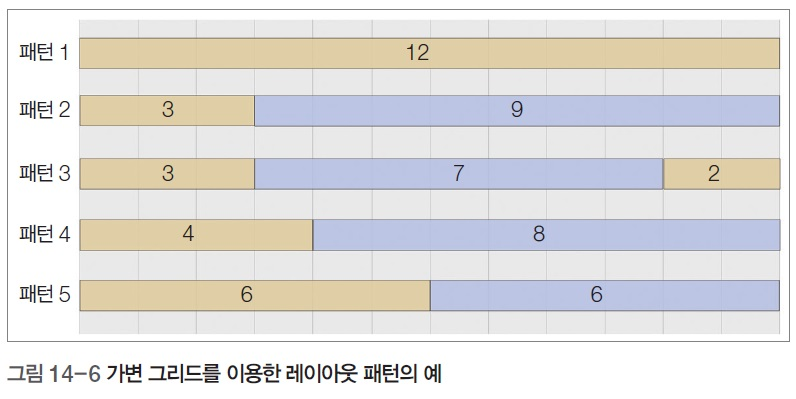 패턴 1 12
패턴 2 3 9
패턴 3 3 7 2
패턴 4 4 8
패턴 5 6 6
그림 14-6 가변 그리드를 이용한 레이아웃 패턴의 예